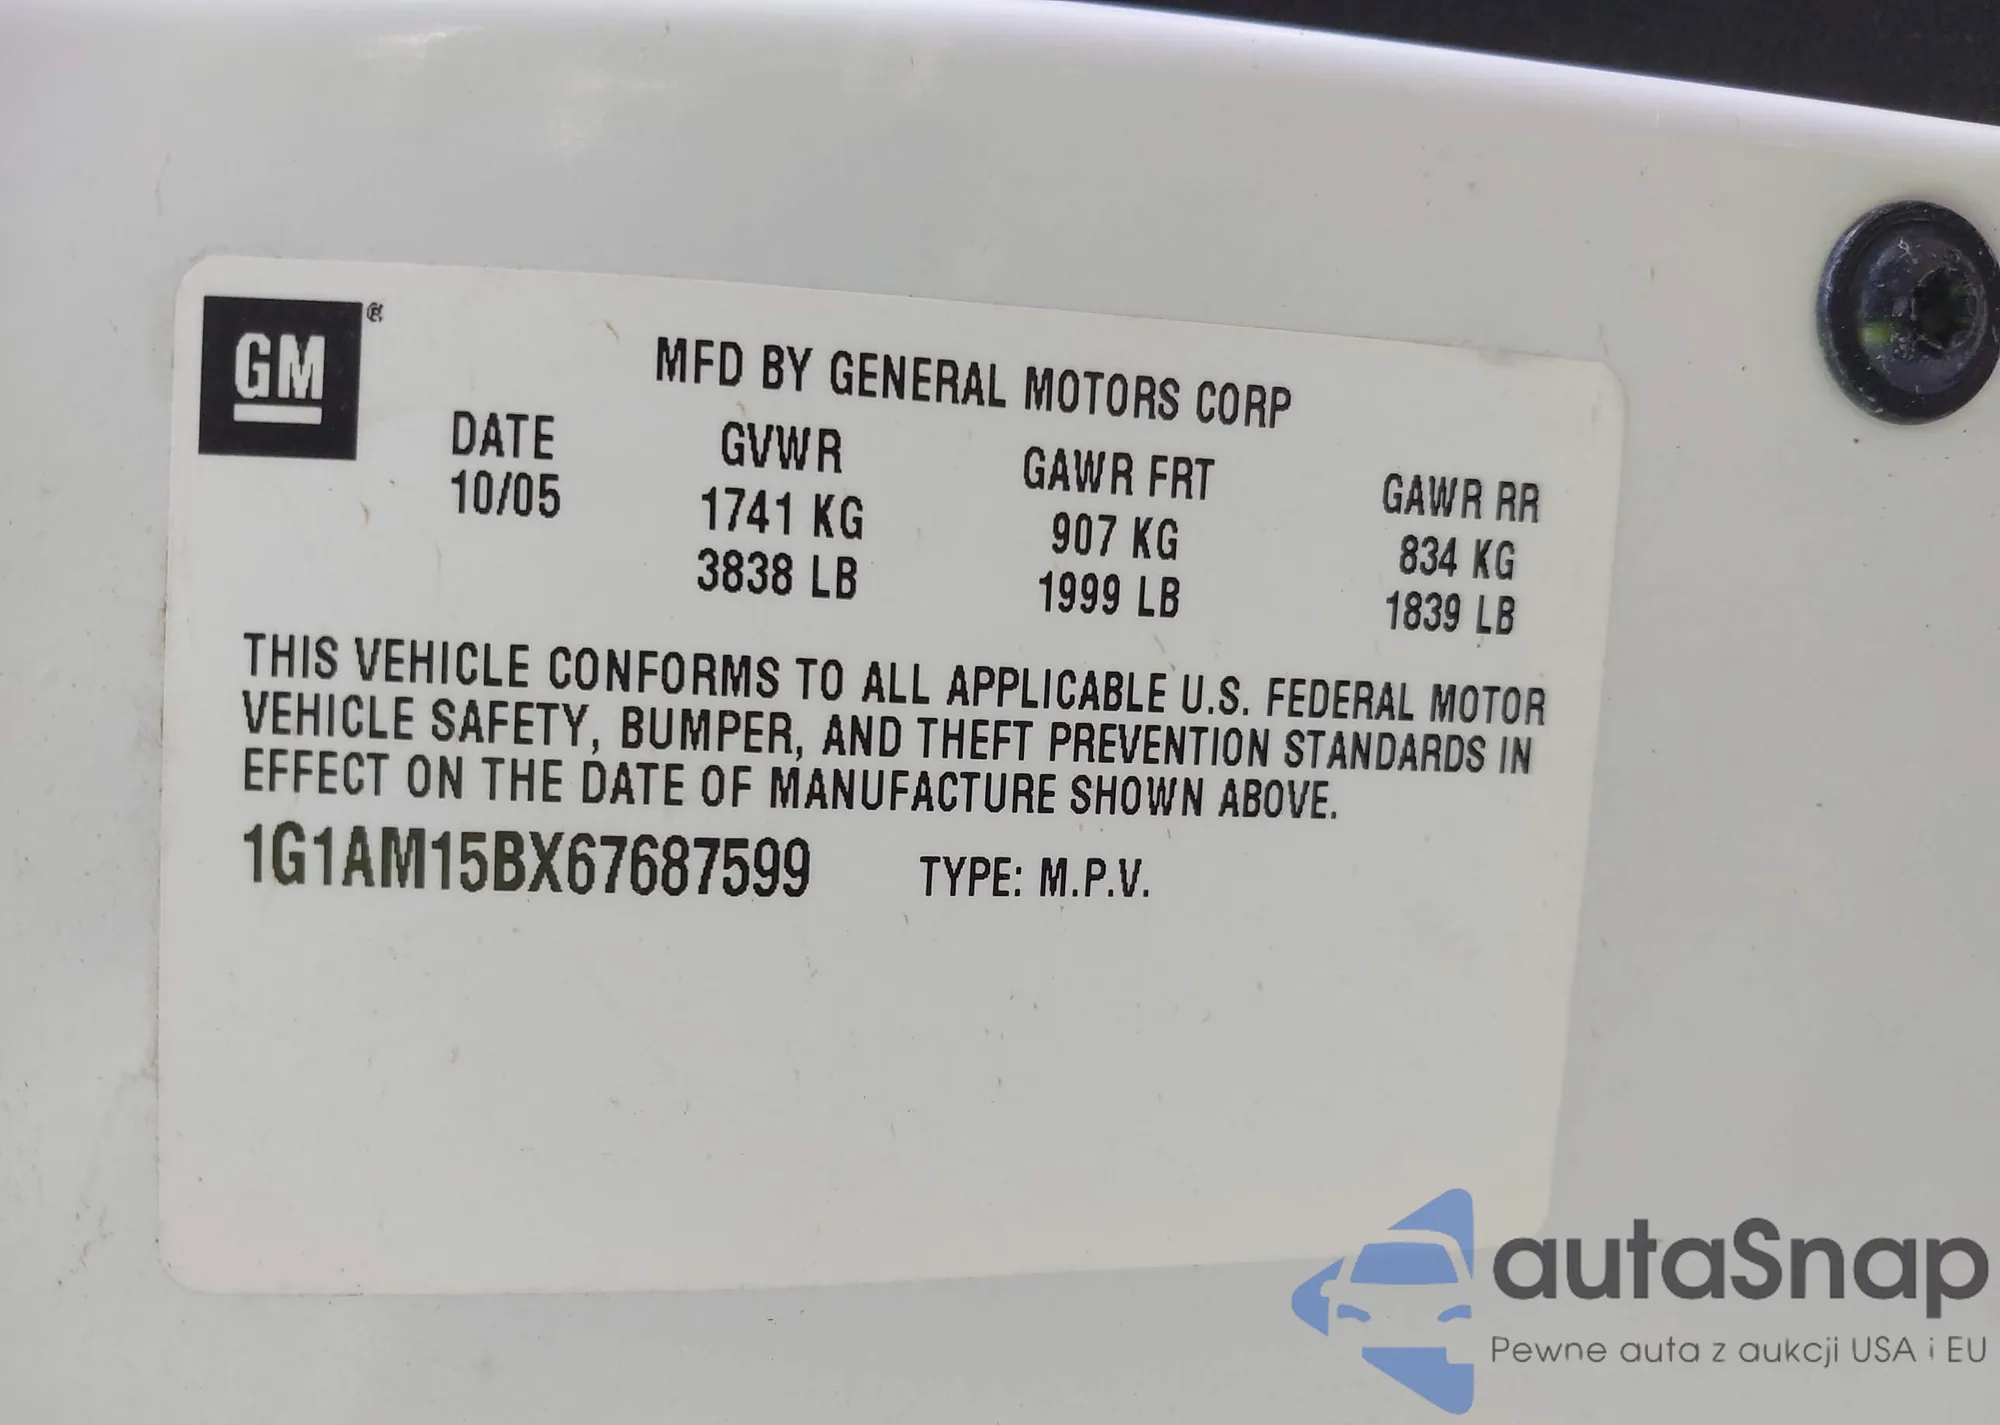 GM ®
MFD BY GENERAL MOTORS CORP
DATE GVWR GAWR FRT GAWR RR
10/05 1741 KG 907 KG 834 KG
3838 LB 1999 LB 1839 LB
THIS VEHICLE CONFORMS TO ALL APPLICABLE U.S. FEDERAL MOTOR
VEHICLE SAFETY, BUMPER, AND THEFT PREVENTION STANDARDS IN
EFFECT ON THE DATE OF MANUFACTURE SHOWN ABOVE.
1G1AM15BX67687599 TYPE: M.P.V.
autaSnap
Pewne auta z aukcji USA i EU